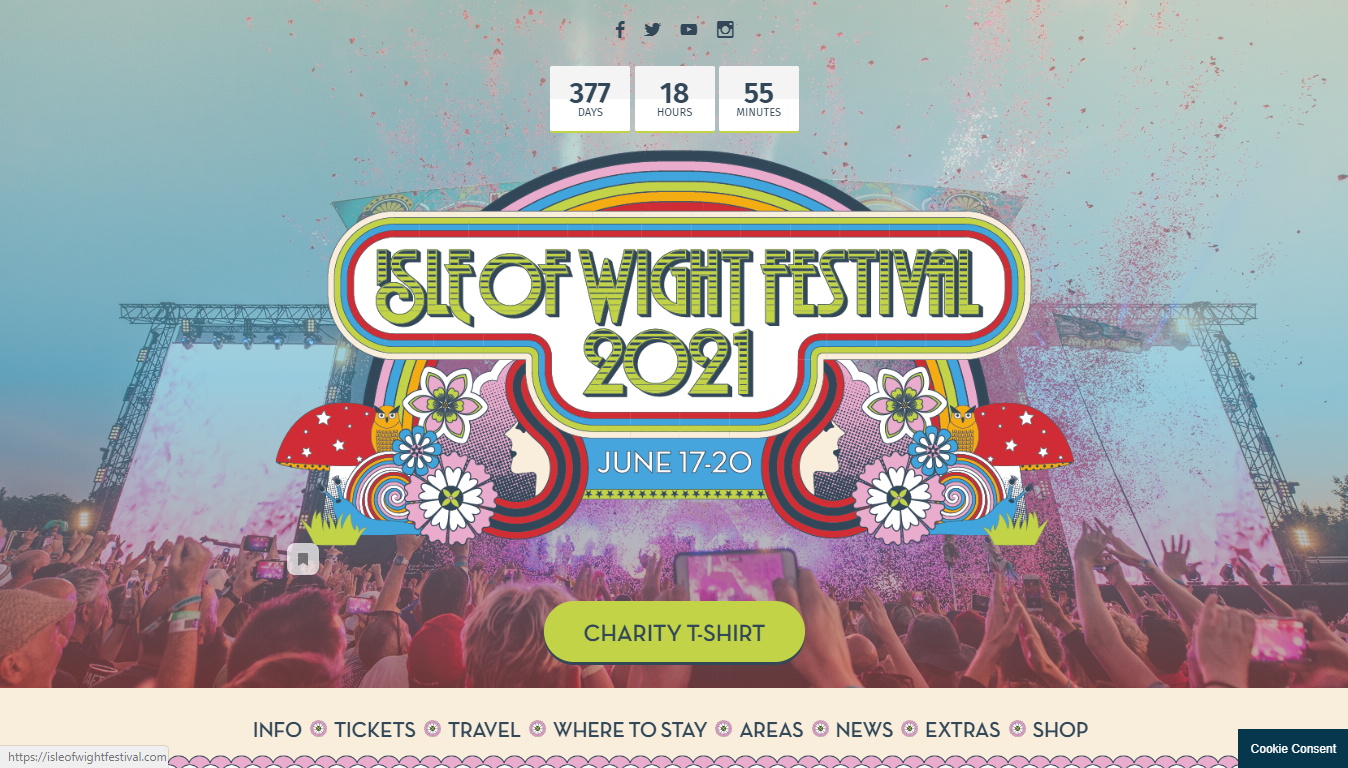 377
DAYS
18
HOURS
55
MINUTES
ISLE OF WIGHT FESTIVAL
2021
JUNE 17-20
CHARITY T-SHIRT
INFO TICKETS TRAVEL WHERE TO STAY AREAS NEWS EXTRAS SHOP
https://isleofwightfestival.com
Cookie Consent